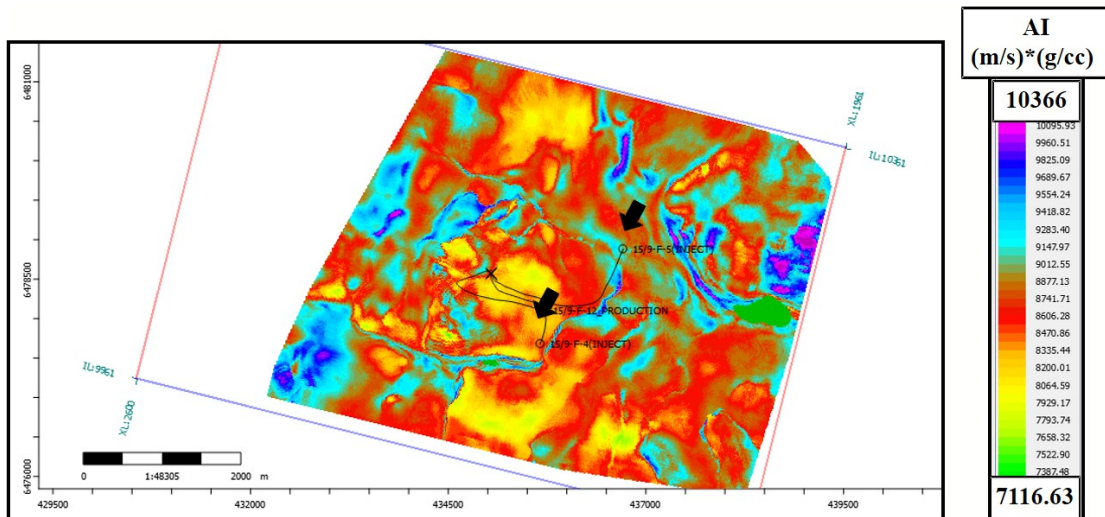 AI
(m/s)*(g/cc)
10366
10095.93
9960.51
9825.09
9689.67
9554.24
9418.82
9283.40
9147.97
9012.55
8877.13
8741.71
8606.28
8470.86
8335.44
8200.01
8064.59
7929.17
7793.74
7658.32
7522.90
7387.48
7116.63
6481000
6478500
6476000
XL:1961
IL:10361
15/9-F-5(INJECT)
15/9-F-12_PRODUCTION
15/9-F-4(INJECT)
IL:9961
XL:2600
0 1:48305 2000 m
429500 432000 434500 437000 439500